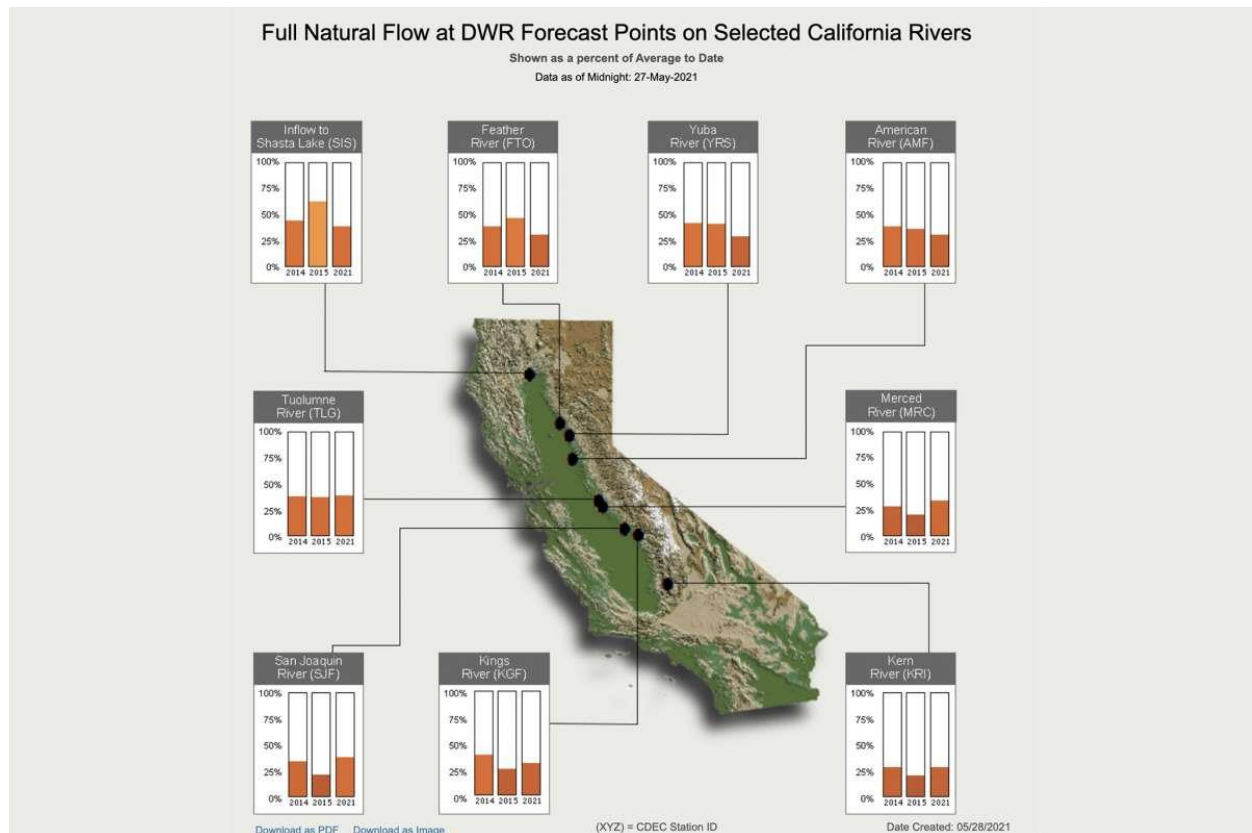 Full Natural Flow at DWR Forecast Points on Selected California Rivers
Shown as a percent of Average to Date
Data as of Midnight: 27-May-2021
Inflow to
Shasta Lake (SIS)
100%
75%
50%
25%
0%
2014 2015 2021
Feather
River (FTO)
100%
75%
50%
25%
0%
2014 2015 2021
Yuba
River (YRS)
100%
75%
50%
25%
0%
2014 2015 2021
American
River (AMF)
100%
75%
50%
25%
0%
2014 2015 2021
Tuolumne
River (TLG)
100%
75%
50%
25%
0%
2014 2015 2021
Merced
River (MRC)
100%
75%
50%
25%
0%
2014 2015 2021
San Joaquin
River (SJF)
100%
75%
50%
25%
0%
2014 2015 2021
Kings
River (KGF)
100%
75%
50%
25%
0%
2014 2015 2021
Kern
River (KRI)
100%
75%
50%
25%
0%
2014 2015 2021
Download as PDF Download as Image
(XYZ) = CDEC Station ID
Date Created: 05/28/2021